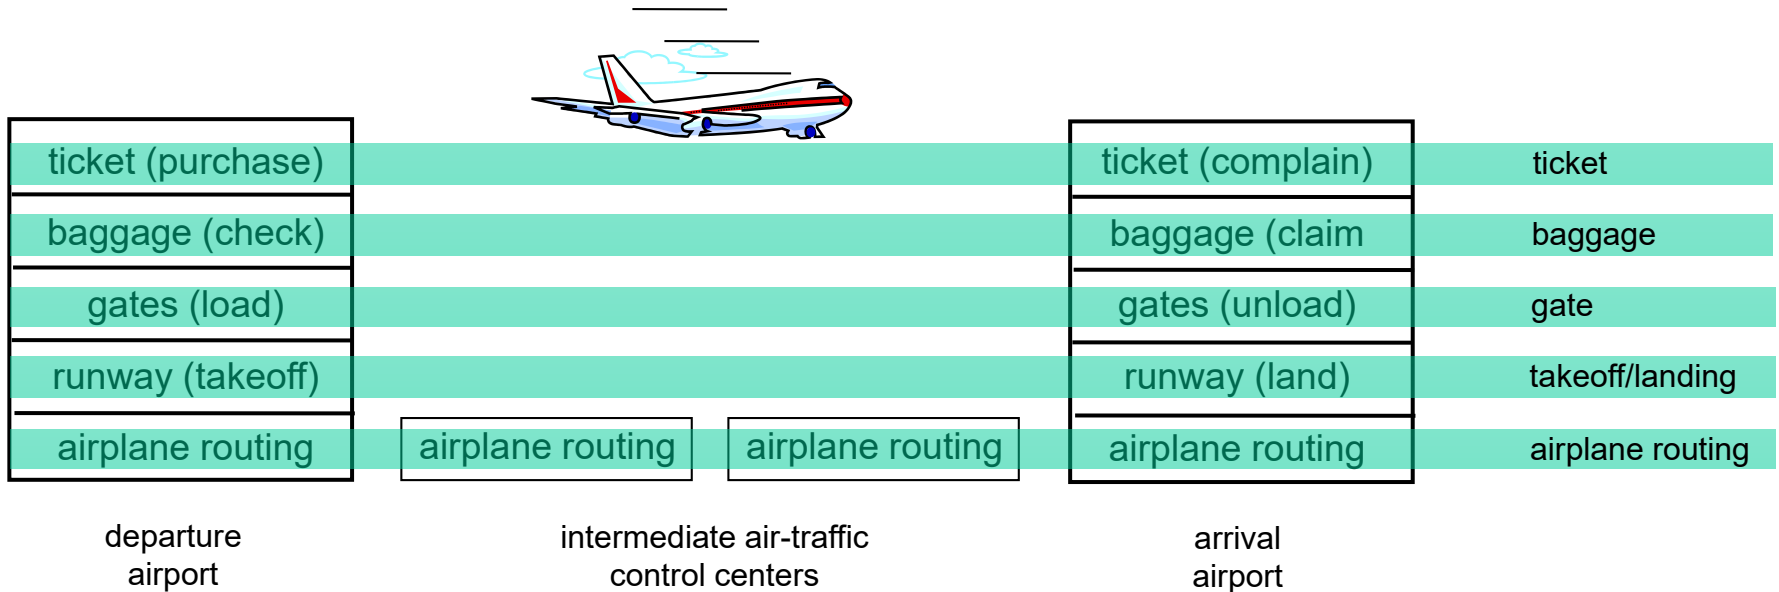 ticket (purchase) ticket (complain) ticket
baggage (check) baggage (claim baggage
gates (load) gates (unload) gate
runway (takeoff) runway (land) takeoff/landing
airplane routing airplane routing airplane routing airplane routing airplane routing
departure
airport
intermediate air-traffic
control centers
arrival
airport